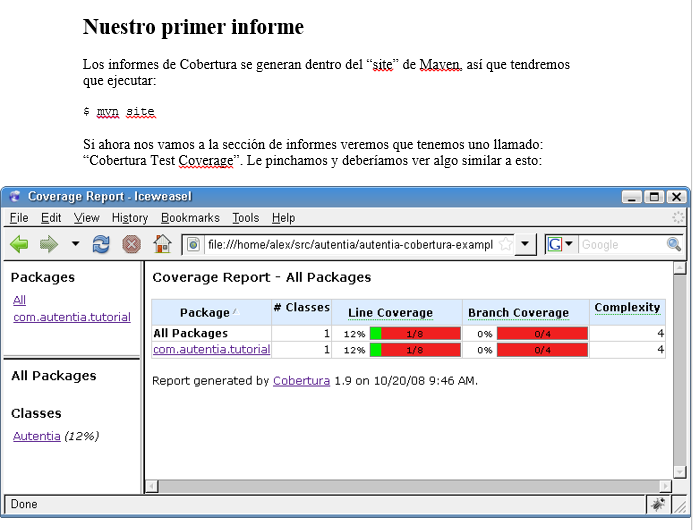 Nuestro primer informe
Los informes de Cobertura se generan dentro del “site” de Maven, así que tendremos
que ejecutar:
$ mvn site
Si ahora nos vamos a la sección de informes veremos que tenemos uno llamado:
“Cobertura Test Coverage”. Le pinchamos y deberíamos ver algo similar a esto:
Coverage Report - Iceweasel
File Edit View History Bookmarks Tools Help
file:///home/alex/src/autentia/autentia-cobertura-exampl
G Google
Packages
All
com.autentia.tutorial
All Packages
Classes
Autentia (12%)
Coverage Report - All Packages
Package # Classes Line Coverage Branch Coverage Complexity
All Packages 1 12% 1/8 0% 0/4 4
com.autentia.tutorial 1 12% 1/8 0% 0/4 4
Report generated by Cobertura 1.9 on 10/20/08 9:46 AM.
Done